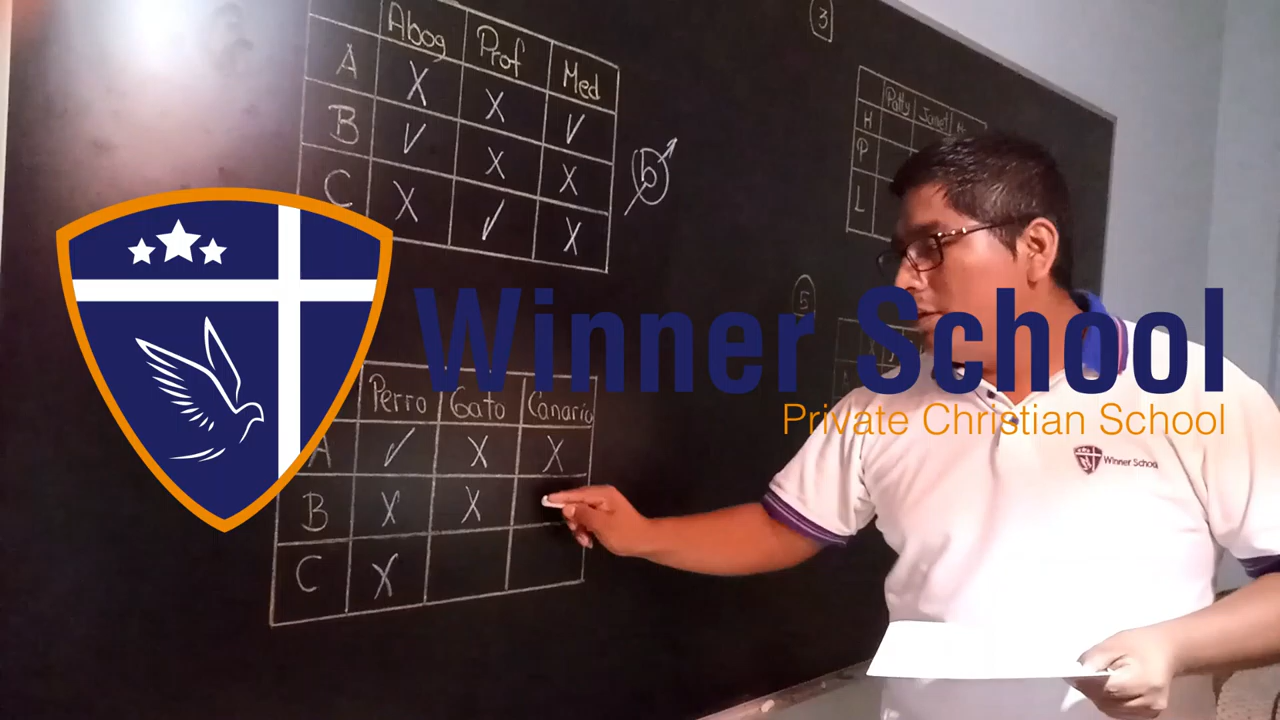 Abog Prof Med
A X X ✓
B ✓ X X
C X ✓ X
3
Patty Janet
H
P
L
5
Winner School
Private Christian School
Perro Gato Canario
A ✓ X X
B X X
C X
Winner School